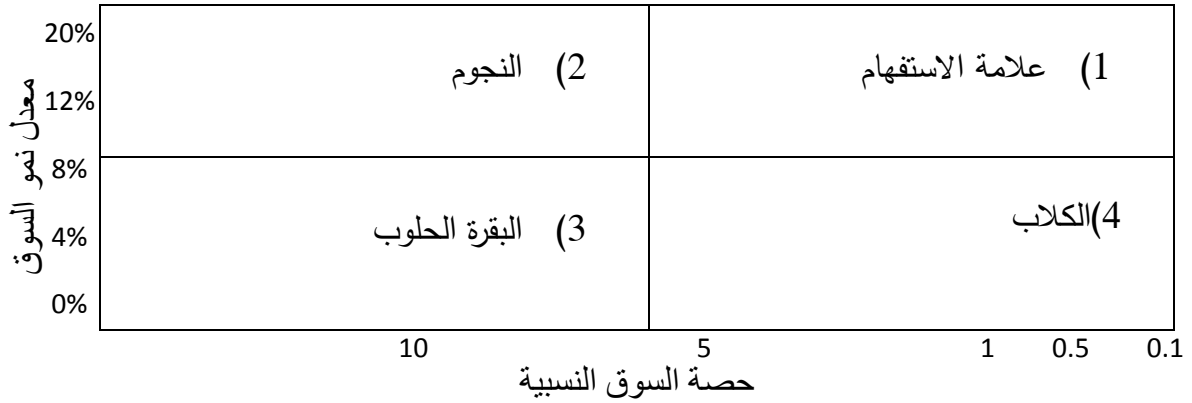 معدل نمو السوق
20%
12%
8%
4%
0%
1) علامة الاستفهام
2) النجوم
3) البقرة الحلوب
4)الكلاب
10 5 1 0.5 0.1
حصة السوق النسبية